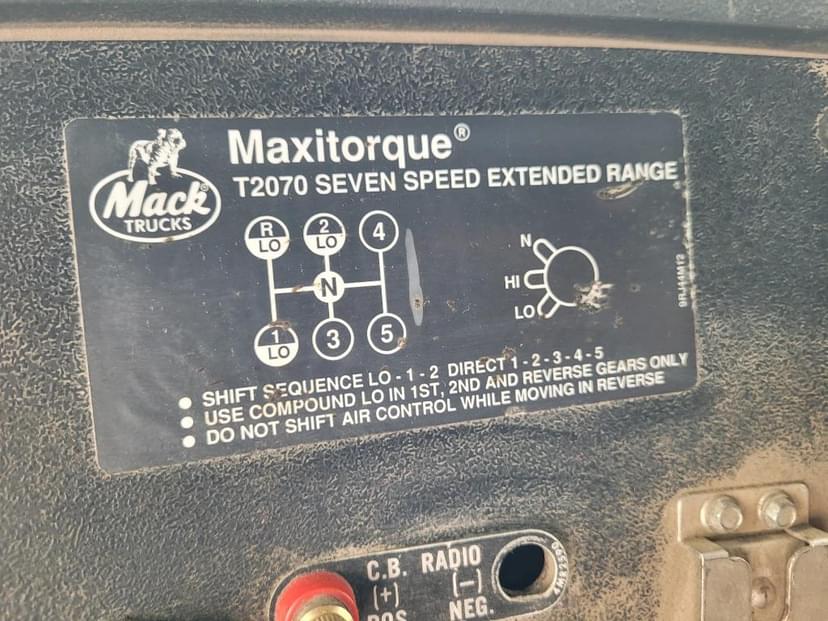 Maxitorque®
T2070 SEVEN SPEED EXTENDED RANGE
Mack®
TRUCKS
R 2 4
LO LO
N
1 3 5
LO
N
HI
LO
9RJ44M12
• SHIFT SEQUENCE LO - 1 - 2 DIRECT 1 - 2 - 3 - 4 - 5
• USE COMPOUND LO IN 1ST, 2ND AND REVERSE GEARS ONLY
• DO NOT SHIFT AIR CONTROL WHILE MOVING IN REVERSE
C.B. RADIO
(+) (−)
POS. NEG.